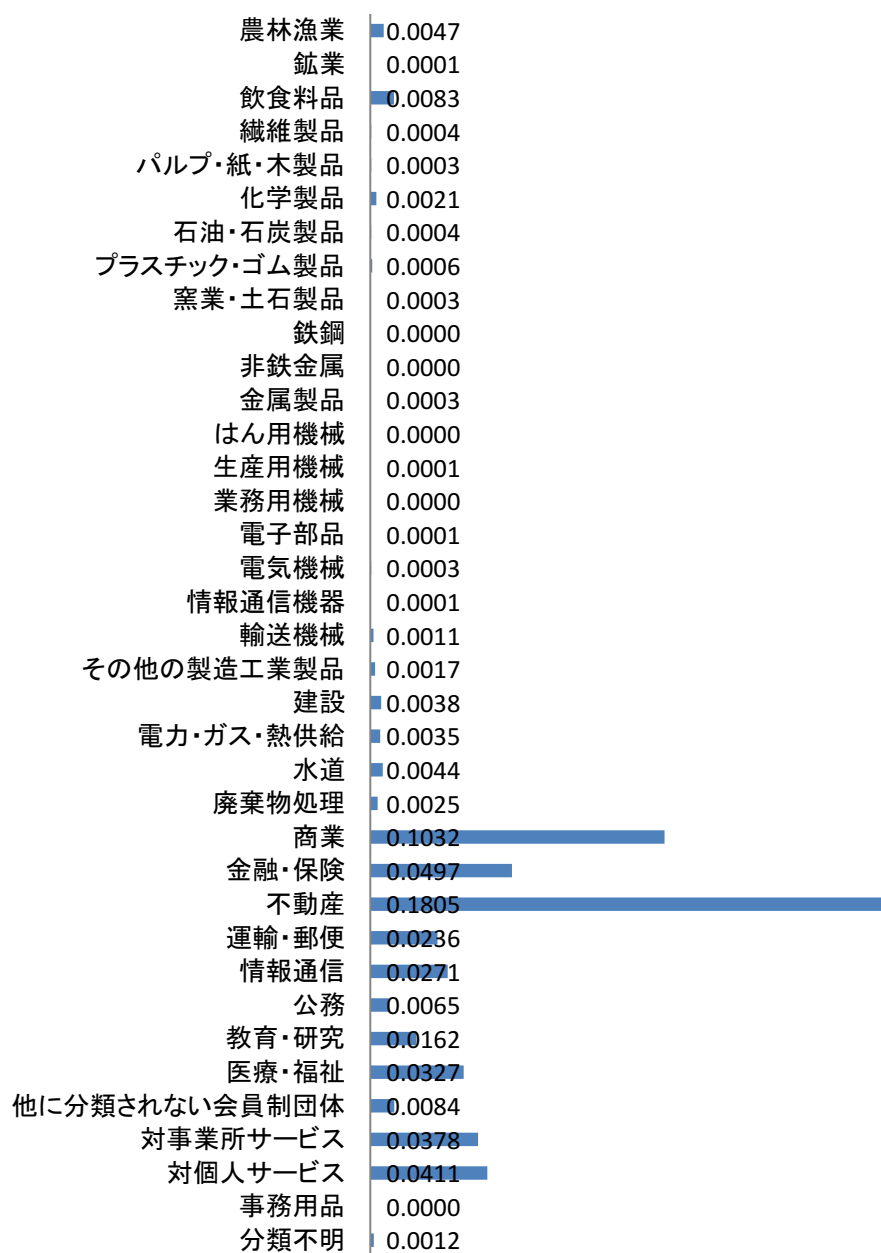 農林漁業 0.0047
鉱業 0.0001
飲食料品 0.0083
繊維製品 0.0004
パルプ・紙・木製品 0.0003
化学製品 0.0021
石油・石炭製品 0.0004
プラスチック・ゴム製品 0.0006
窯業・土石製品 0.0003
鉄鋼 0.0000
非鉄金属 0.0000
金属製品 0.0003
はん用機械 0.0000
生産用機械 0.0001
業務用機械 0.0000
電子部品 0.0001
電気機械 0.0003
情報通信機器 0.0001
輸送機械 0.0011
その他の製造工業製品 0.0017
建設 0.0038
電力・ガス・熱供給 0.0035
水道 0.0044
廃棄物処理 0.0025
商業 0.1032
金融・保険 0.0497
不動産 0.1805
運輸・郵便 0.0236
情報通信 0.0271
公務 0.0065
教育・研究 0.0162
医療・福祉 0.0327
他に分類されない会員制団体 0.0084
対事業所サービス 0.0378
対個人サービス 0.0411
事務用品 0.0000
分類不明 0.0012